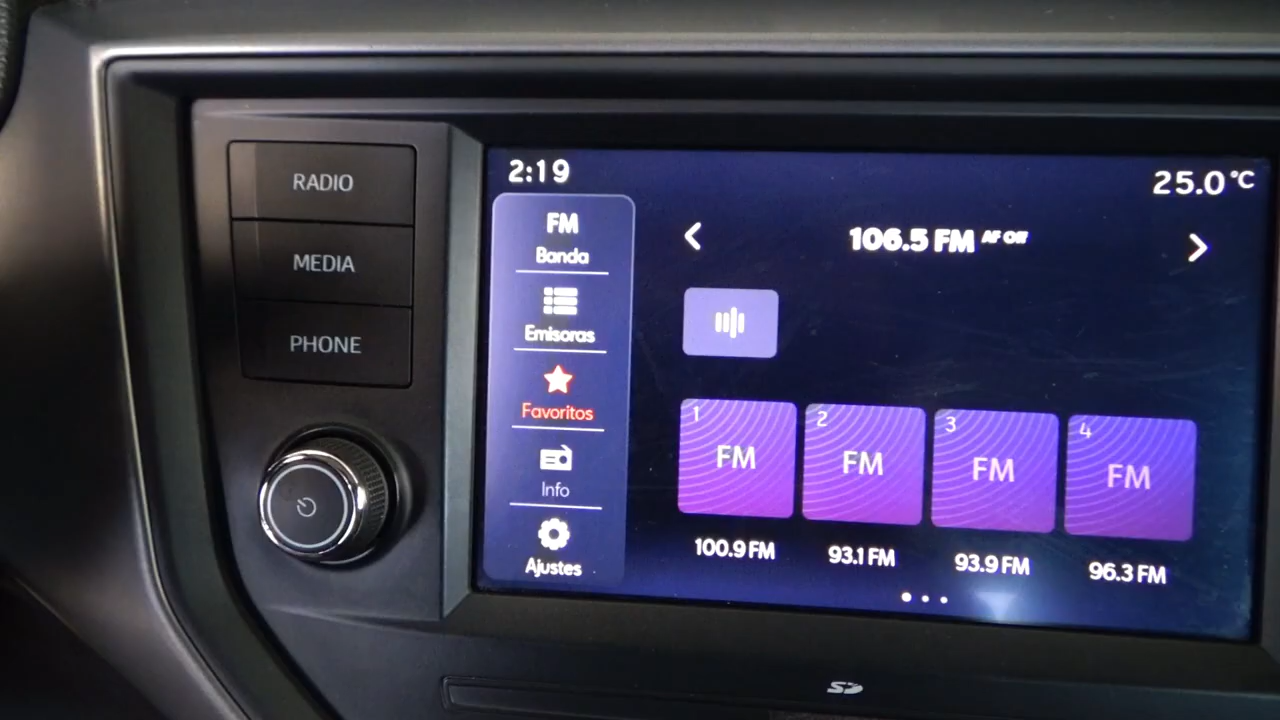 RADIO
MEDIA
PHONE
2:19
25.0°C
FM
Banda
Emisoras
Favoritos
Info
Ajustes
106.5 FM AF Off
1
FM
100.9 FM
2
FM
93.1 FM
3
FM
93.9 FM
4
FM
96.3 FM
SD